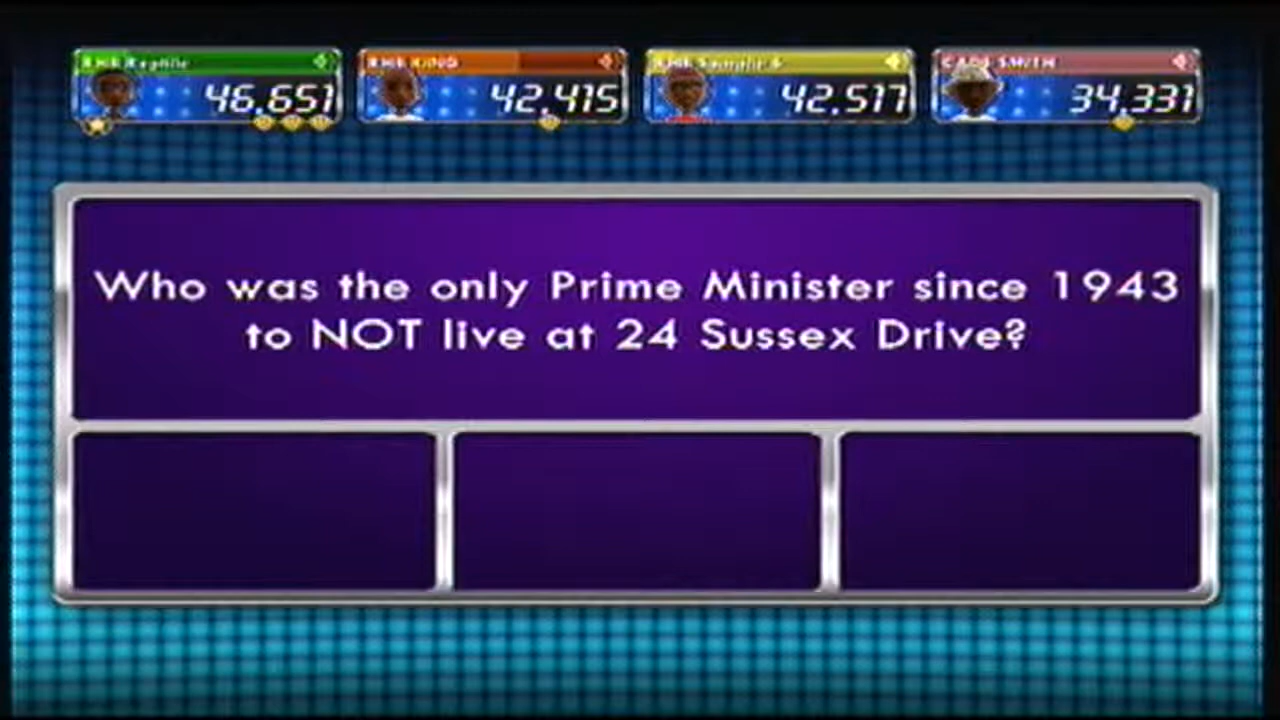 46,651
42,415
42,517
34,331
Who was the only Prime Minister since 1943
to NOT live at 24 Sussex Drive?